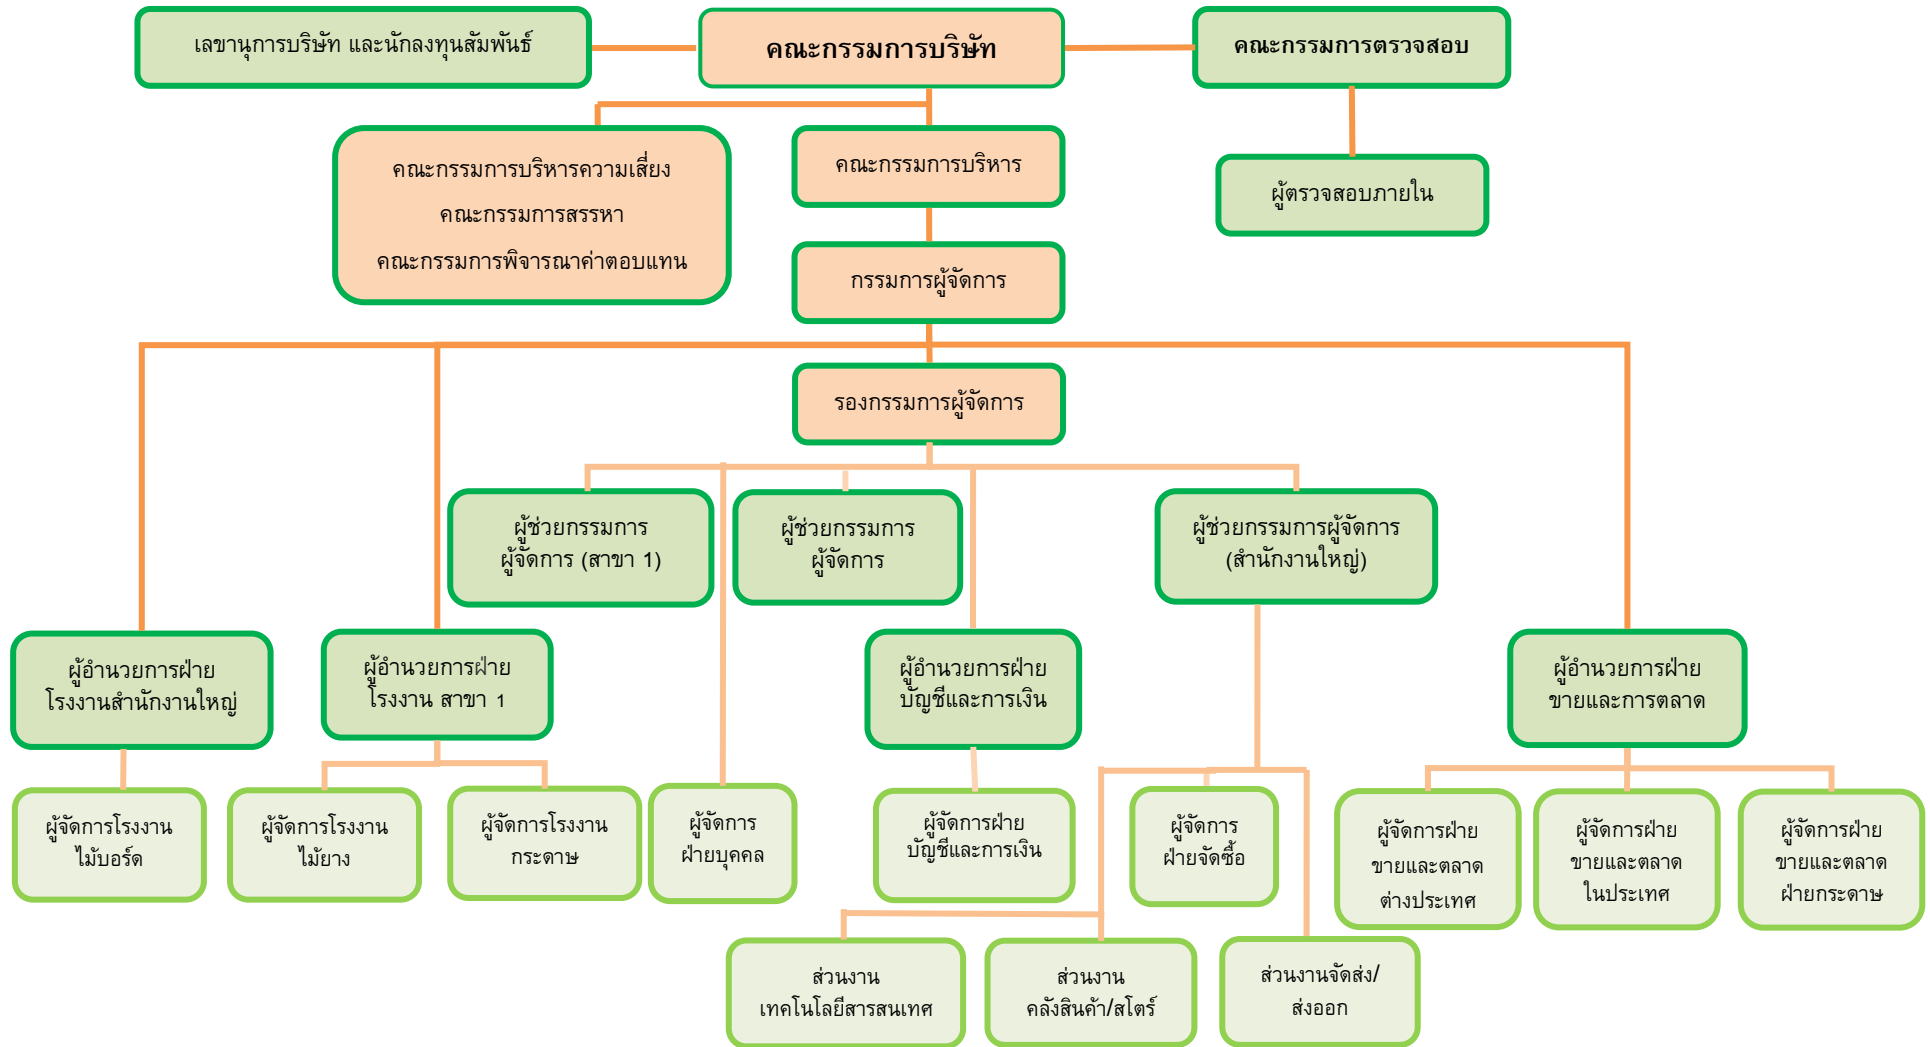 เลขานุการบริษัท และนักลงทุนสัมพันธ์
คณะกรรมการบริษัท
คณะกรรมการตรวจสอบ
คณะกรรมการบริหารความเสี่ยง
คณะกรรมการสรรหา
คณะกรรมการพิจารณาค่าตอบแทน
คณะกรรมการบริหาร
ผู้ตรวจสอบภายใน
กรรมการผู้จัดการ
รองกรรมการผู้จัดการ
ผู้ช่วยกรรมการ
ผู้จัดการ (สาขา 1)
ผู้ช่วยกรรมการ
ผู้จัดการ
ผู้ช่วยกรรมการผู้จัดการ
(สำนักงานใหญ่)
ผู้อำนวยการฝ่าย
โรงงานสำนักงานใหญ่
ผู้อำนวยการฝ่าย
โรงงาน สาขา 1
ผู้อำนวยการฝ่าย
บัญชีและการเงิน
ผู้อำนวยการฝ่าย
ขายและการตลาด
ผู้จัดการโรงงาน
ไม้บอร์ด
ผู้จัดการโรงงาน
ไม้ยาง
ผู้จัดการโรงงาน
กระดาษ
ผู้จัดการ
ฝ่ายบุคคล
ผู้จัดการฝ่าย
บัญชีและการเงิน
ผู้จัดการ
ฝ่ายจัดซื้อ
ผู้จัดการฝ่าย
ขายและตลาด
ต่างประเทศ
ผู้จัดการฝ่าย
ขายและตลาด
ในประเทศ
ผู้จัดการฝ่าย
ขายและตลาด
ฝ่ายกระดาษ
ส่วนงาน
เทคโนโลยีสารสนเทศ
ส่วนงาน
คลังสินค้า/สโตร์
ส่วนงานจัดส่ง/
ส่งออก